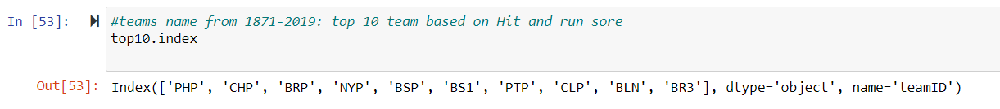 In [53]:
#teams name from 1871-2019: top 10 team based on Hit and run sore
top10.index
Out[53]: Index(['PHP', 'CHP', 'BRP', 'NYP', 'BSP', 'BS1', 'PTP', 'CLP', 'BLN', 'BR3'], dtype='object', name='teamID')